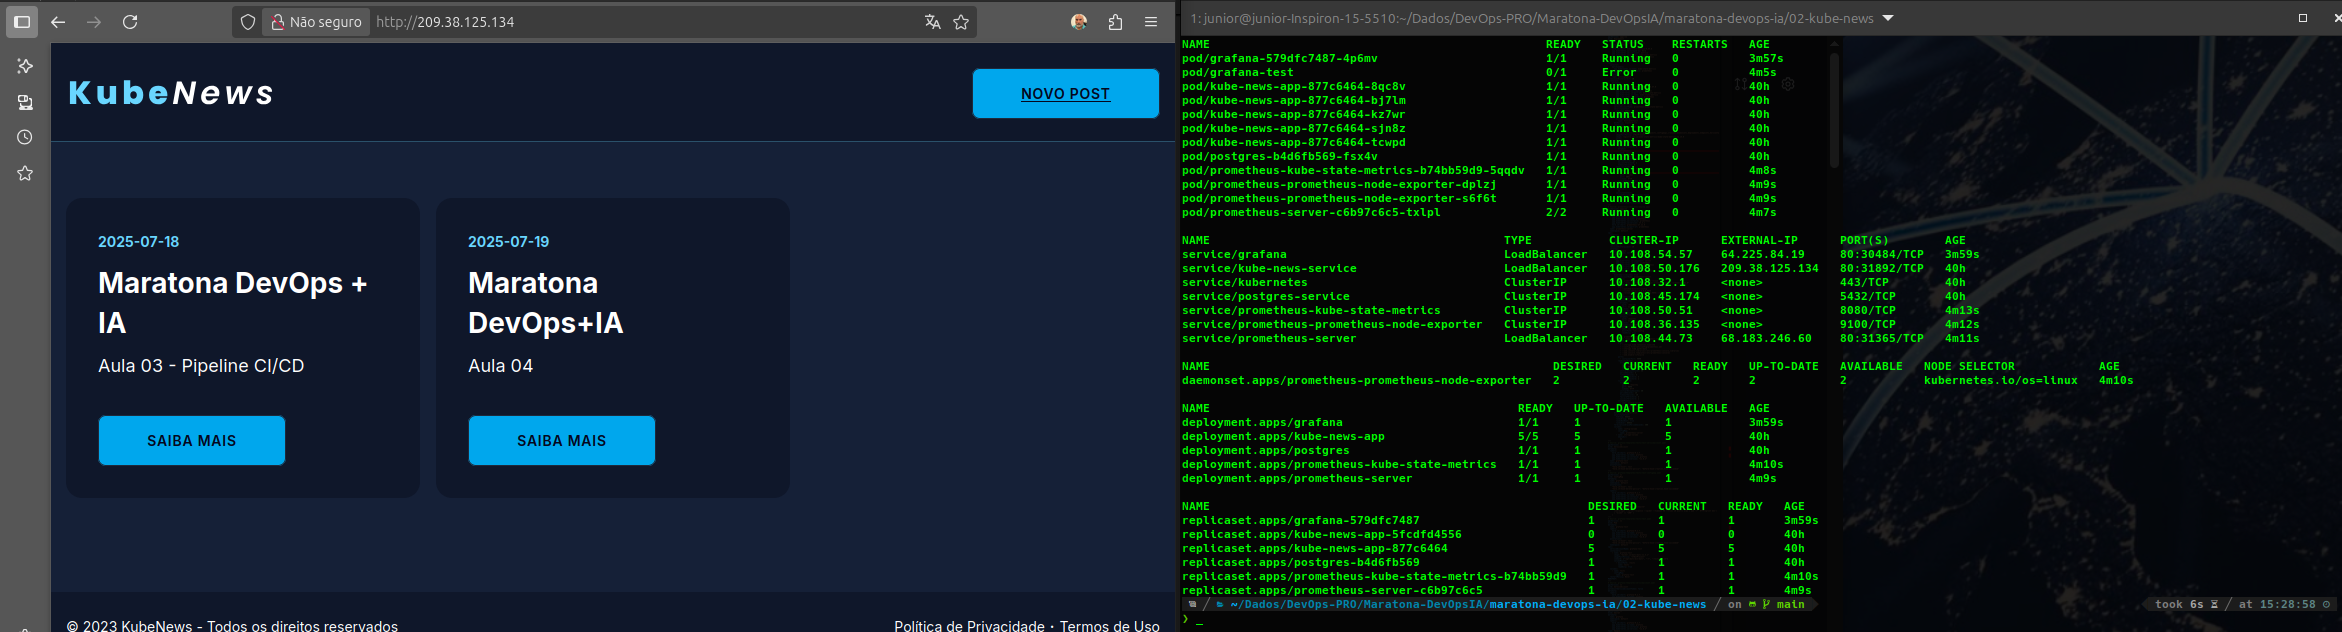 Não seguro http://209.38.125.134
KubeNews
NOVO POST
2025-07-18
Maratona DevOps +
IA
Aula 03 - Pipeline CI/CD
SAIBA MAIS
2025-07-19
Maratona
DevOps+IA
Aula 04
SAIBA MAIS
© 2023 KubeNews - Todos os direitos reservados
Política de Privacidade · Termos de Uso
1: junior@junior-Inspiron-15-5510:~/Dados/DevOps-PRO/Maratona-DevOpsIA/maratona-devops-ia/02-kube-news
NAME READY STATUS RESTARTS AGE
pod/grafana-579dfc7487-4p6mv 1/1 Running 0 3m57s
pod/grafana-test 0/1 Error 0 4m5s
pod/kube-news-app-877c6464-8qc8v 1/1 Running 0 40h
pod/kube-news-app-877c6464-bj7lm 1/1 Running 0 40h
pod/kube-news-app-877c6464-kz7wr 1/1 Running 0 40h
pod/kube-news-app-877c6464-sjn8z 1/1 Running 0 40h
pod/kube-news-app-877c6464-tcwpd 1/1 Running 0 40h
pod/postgres-b4d6fb569-fsx4v 1/1 Running 0 40h
pod/prometheus-kube-state-metrics-b74bb59d9-5qqdv 1/1 Running 0 4m8s
pod/prometheus-prometheus-node-exporter-dplzj 1/1 Running 0 4m9s
pod/prometheus-prometheus-node-exporter-s6f6t 1/1 Running 0 4m9s
pod/prometheus-server-c6b97c6c5-txlpl 2/2 Running 0 4m7s
NAME TYPE CLUSTER-IP EXTERNAL-IP PORT(S) AGE
service/grafana LoadBalancer 10.108.54.57 64.225.84.19 80:30484/TCP 3m59s
service/kube-news-service LoadBalancer 10.108.50.176 209.38.125.134 80:31892/TCP 40h
service/kubernetes ClusterIP 10.108.32.1 <none> 443/TCP 40h
service/postgres-service ClusterIP 10.108.45.174 <none> 5432/TCP 40h
service/prometheus-kube-state-metrics ClusterIP 10.108.50.51 <none> 8080/TCP 4m13s
service/prometheus-prometheus-node-exporter ClusterIP 10.108.36.135 <none> 9100/TCP 4m12s
service/prometheus-server LoadBalancer 10.108.44.73 68.183.246.60 80:31365/TCP 4m11s
NAME DESIRED CURRENT READY UP-TO-DATE AVAILABLE NODE SELECTOR AGE
daemonset.apps/prometheus-prometheus-node-exporter 2 2 2 2 2 kubernetes.io/os=linux 4m10s
NAME READY UP-TO-DATE AVAILABLE AGE
deployment.apps/grafana 1/1 1 1 3m59s
deployment.apps/kube-news-app 5/5 5 5 40h
deployment.apps/postgres 1/1 1 1 40h
deployment.apps/prometheus-kube-state-metrics 1/1 1 1 4m10s
deployment.apps/prometheus-server 1/1 1 1 4m9s
NAME DESIRED CURRENT READY AGE
replicaset.apps/grafana-579dfc7487 1 1 1 3m59s
replicaset.apps/kube-news-app-5fcdfd4556 0 0 0 40h
replicaset.apps/kube-news-app-877c6464 5 5 5 40h
replicaset.apps/postgres-b4d6fb569 1 1 1 40h
replicaset.apps/prometheus-kube-state-metrics-b74bb59d9 1 1 1 4m10s
replicaset.apps/prometheus-server-c6b97c6c5 1 1 1 4m9s
~/Dados/DevOps-PRO/Maratona-DevOpsIA/maratona-devops-ia/02-kube-news on main took 6s at 15:28:58
❯ _